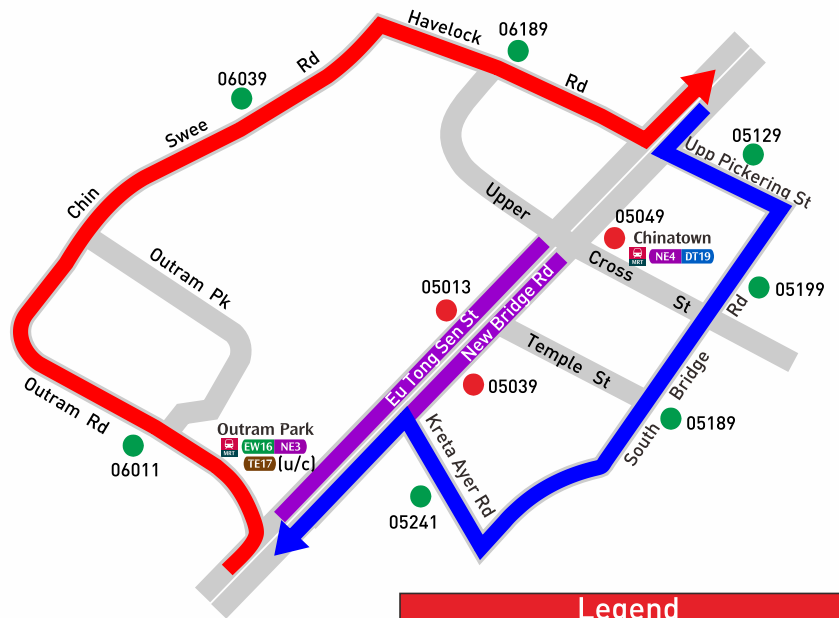 Havelock
Rd
06189
06039
Rd
Swee
Chin
05129
Upp Pickering St
Upper
Cross
St
05049
Chinatown
MRT
NE4
DT19
05199
Rd
Bridge
South
Outram Pk
05013
Eu Tong Sen St
New Bridge Rd
Temple St
05039
05189
Outram Rd
06011
Outram Park
MRT
EW16
NE3
TE17
(u/c)
Kreta Ayer Rd
05241
Legend